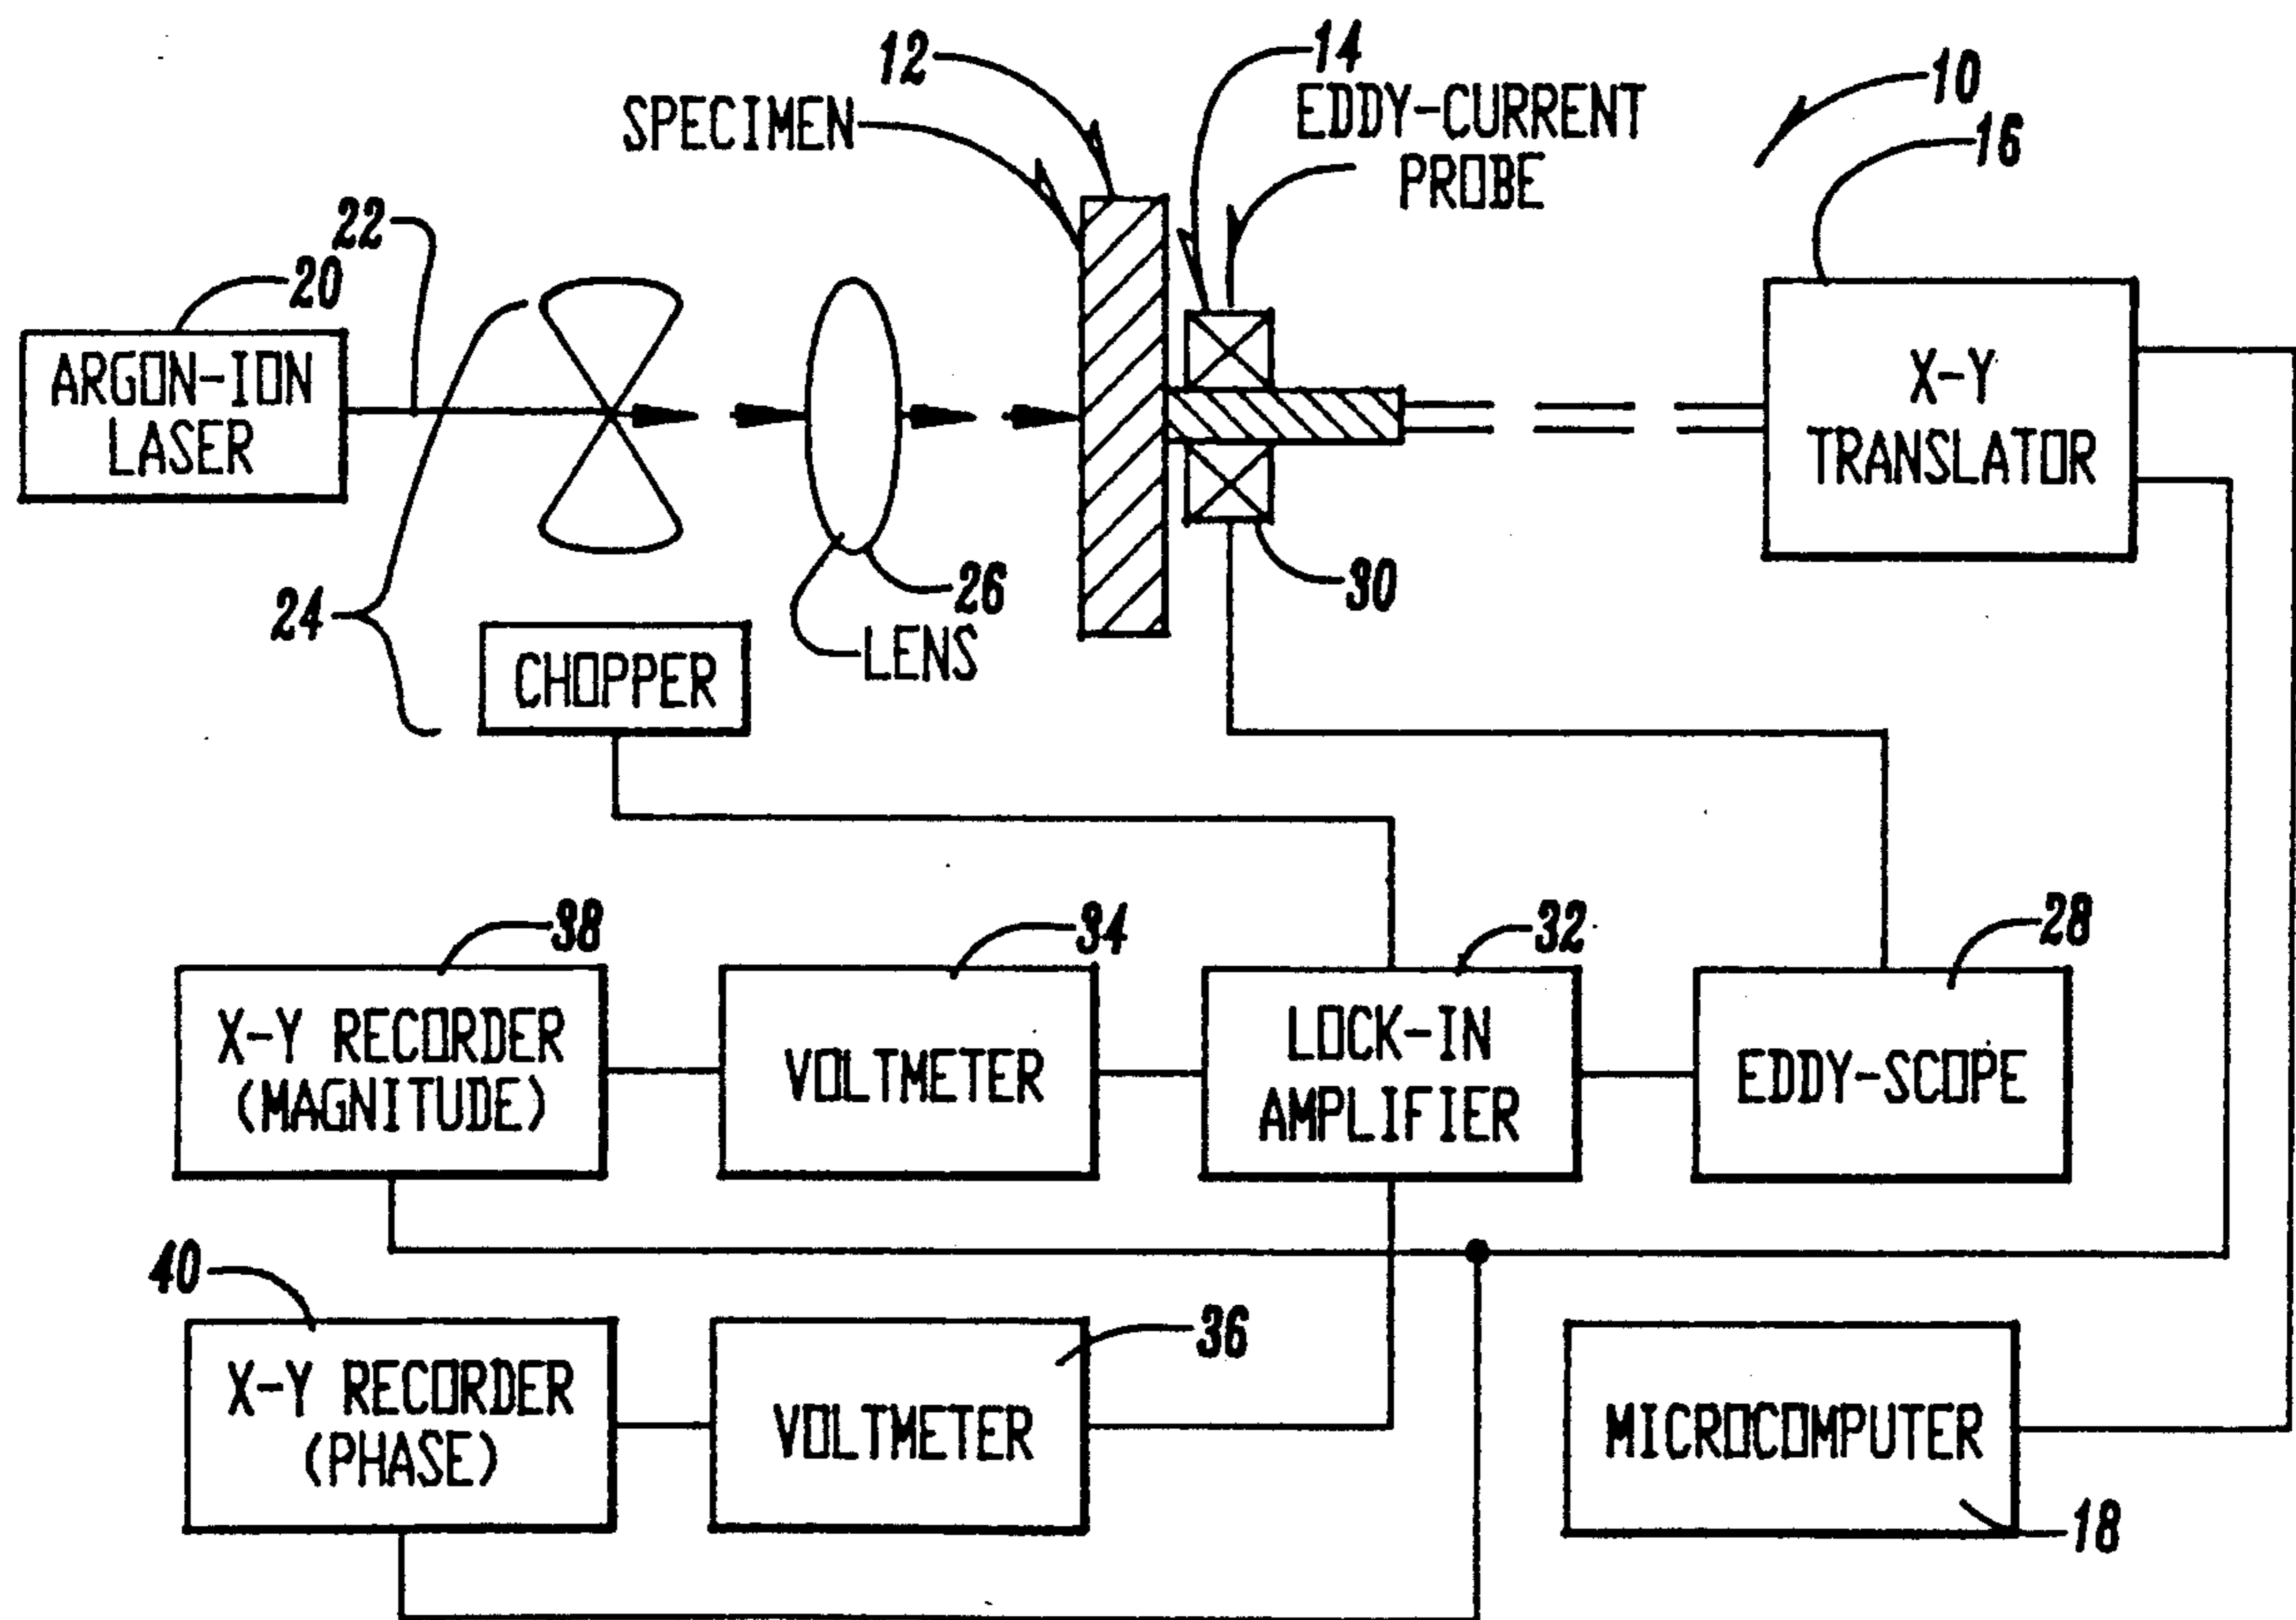 12
14
SPECIMEN
EDDY-CURRENT
PROBE
10
16
22
20
ARGON-ION
LASER
X-Y
TRANSLATOR
24
26
30
LENS
CHOPPER
38
34
32
28
X-Y RECORDER
(MAGNITUDE)
VOLTMETER
LOCK-IN
AMPLIFIER
EDDY-SCOPE
40
36
X-Y RECORDER
(PHASE)
VOLTMETER
MICROCOMPUTER
18